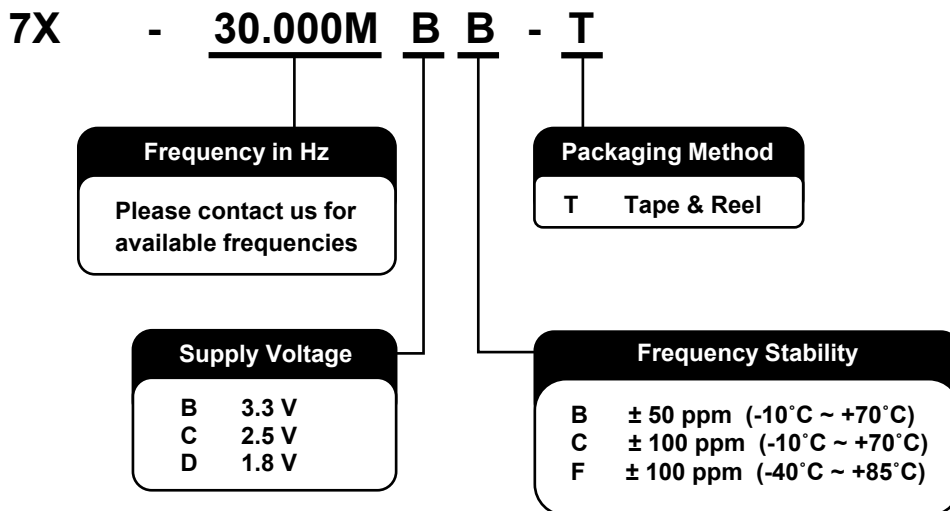 7X - 30.000M B B - T
Frequency in Hz
Please contact us for
available frequencies
Packaging Method
T Tape & Reel
Supply Voltage
B 3.3 V
C 2.5 V
D 1.8 V
Frequency Stability
B ± 50 ppm (-10˚C ~ +70˚C)
C ± 100 ppm (-10˚C ~ +70˚C)
F ± 100 ppm (-40˚C ~ +85˚C)